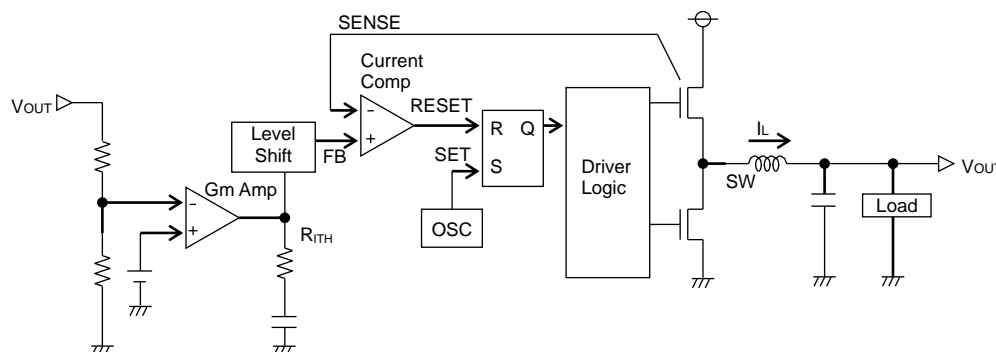 SENSE
Current
Comp
VOUT
RESET
Level
Shift
FB
R Q
S
SET
OSC
Driver
Logic
IL
SW
VOUT
Load
Gm Amp
RITH
-
+
-
+